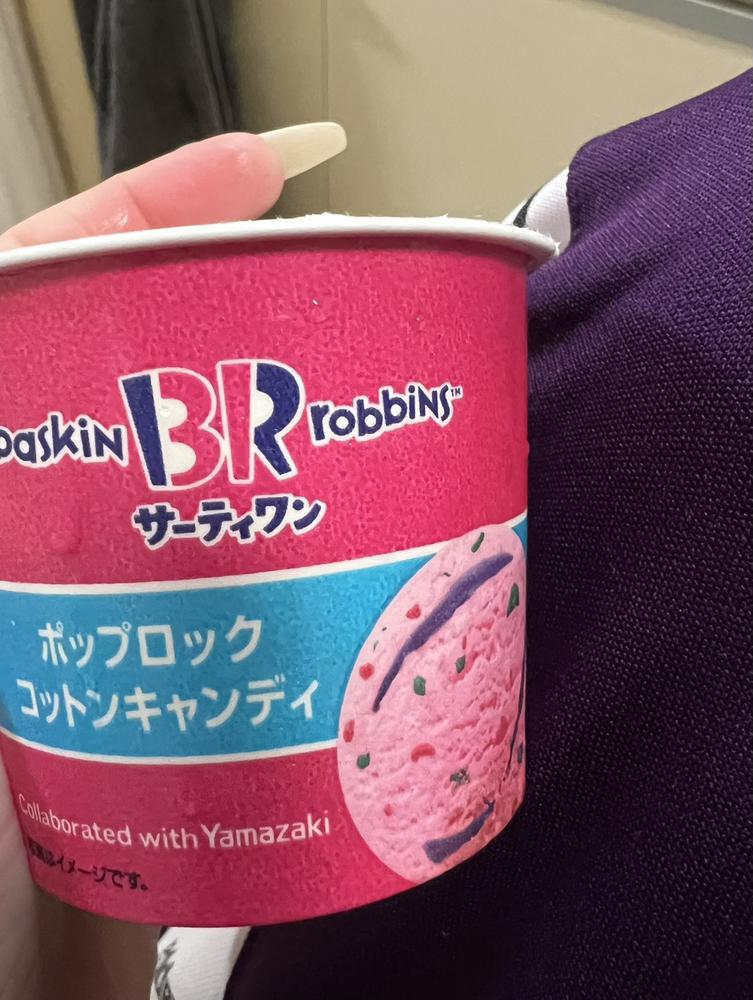 baskin BR robbins™
サーティワン
ポップロック
コットンキャンディ
Collaborated with Yamazaki
イメージです。